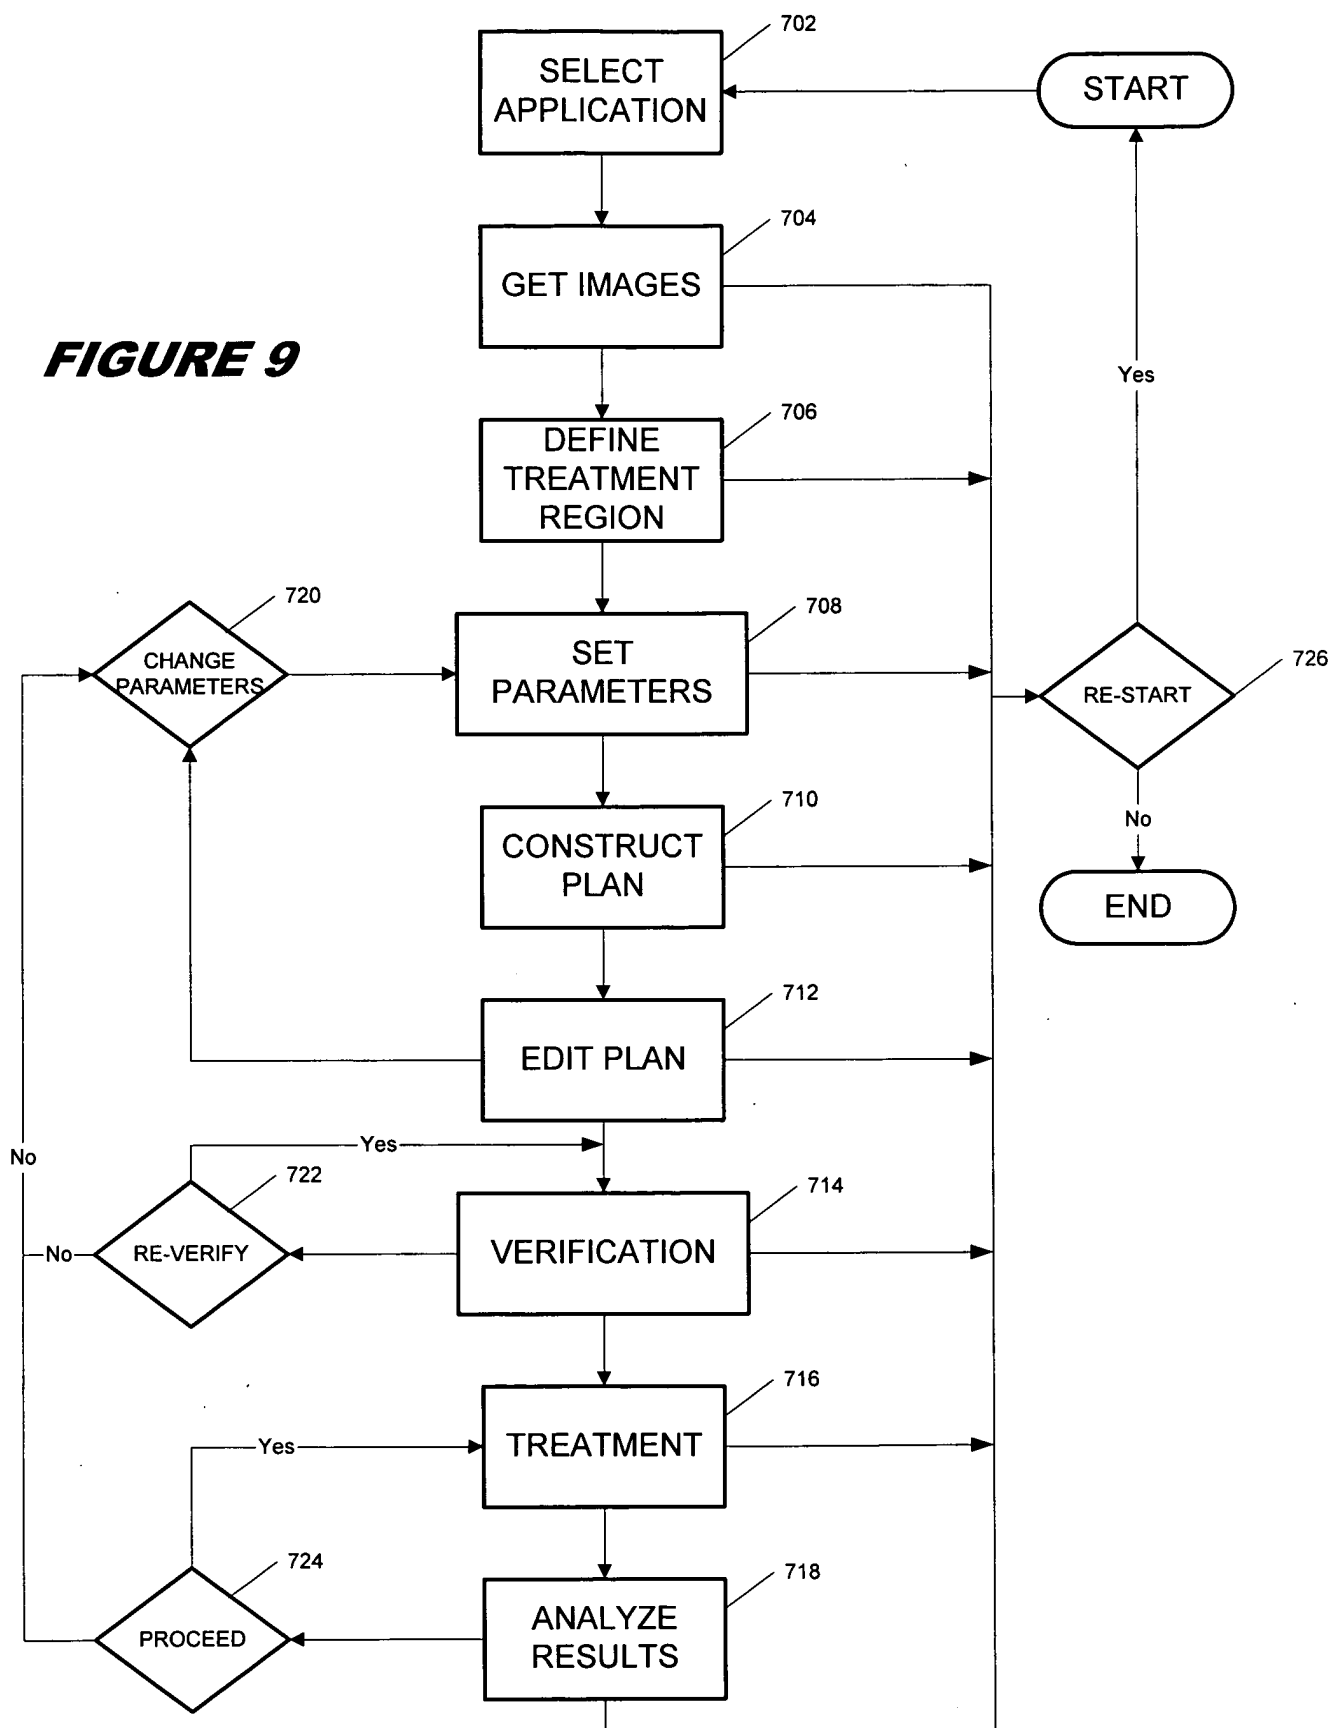 702
SELECT
APPLICATION
START
704
GET IMAGES
FIGURE 9
Yes
706
DEFINE
TREATMENT
REGION
720
CHANGE
PARAMETERS
708
SET
PARAMETERS
726
RE-START
710
CONSTRUCT
PLAN
No
END
712
EDIT PLAN
Yes
No
722
RE-VERIFY
No
714
VERIFICATION
716
TREATMENT
Yes
724
PROCEED
718
ANALYZE
RESULTS